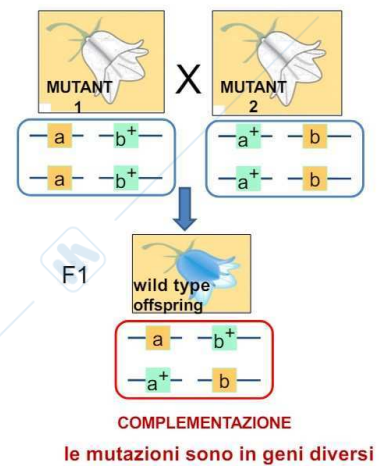 MUTANT
1
X
MUTANT
2
a b+
a b+
a+ b
a+ b
F1
wild type
offspring
a b+
a+ b
COMPLEMENTAZIONE
le mutazioni sono in geni diversi